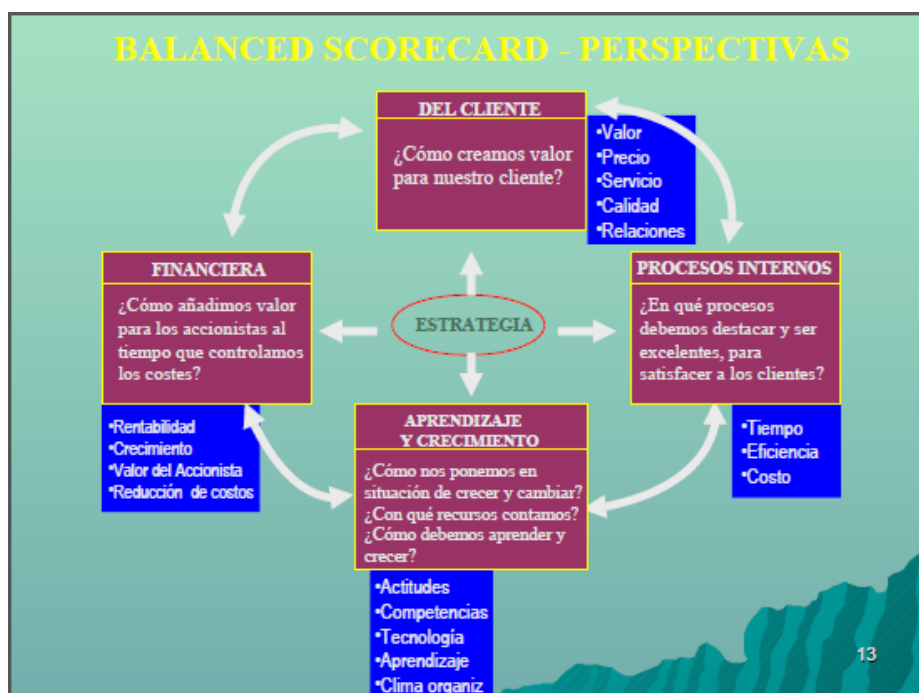 BALANCED SCORECARD - PERSPECTIVAS
DEL CLIENTE
¿Cómo creamos valor
para nuestro cliente?
•Valor
•Precio
•Servicio
•Calidad
•Relaciones
FINANCIERA
¿Cómo añadimos valor
para los accionistas al
tiempo que controlamos
los costes?
•Rentabilidad
•Crecimiento
•Valor del Accionista
•Reducción de costos
ESTRATEGIA
PROCESOS INTERNOS
¿En qué procesos
debemos destacar y ser
excelentes, para
satisfacer a los clientes?
•Tiempo
•Eficiencia
•Costo
APRENDIZAJE
Y CRECIMIENTO
¿Cómo nos ponemos en
situación de crecer y cambiar?
¿Con qué recursos contamos?
¿Cómo debemos aprender y
crecer?
•Actitudes
•Competencias
•Tecnología
•Aprendizaje
•Clima organiz
13